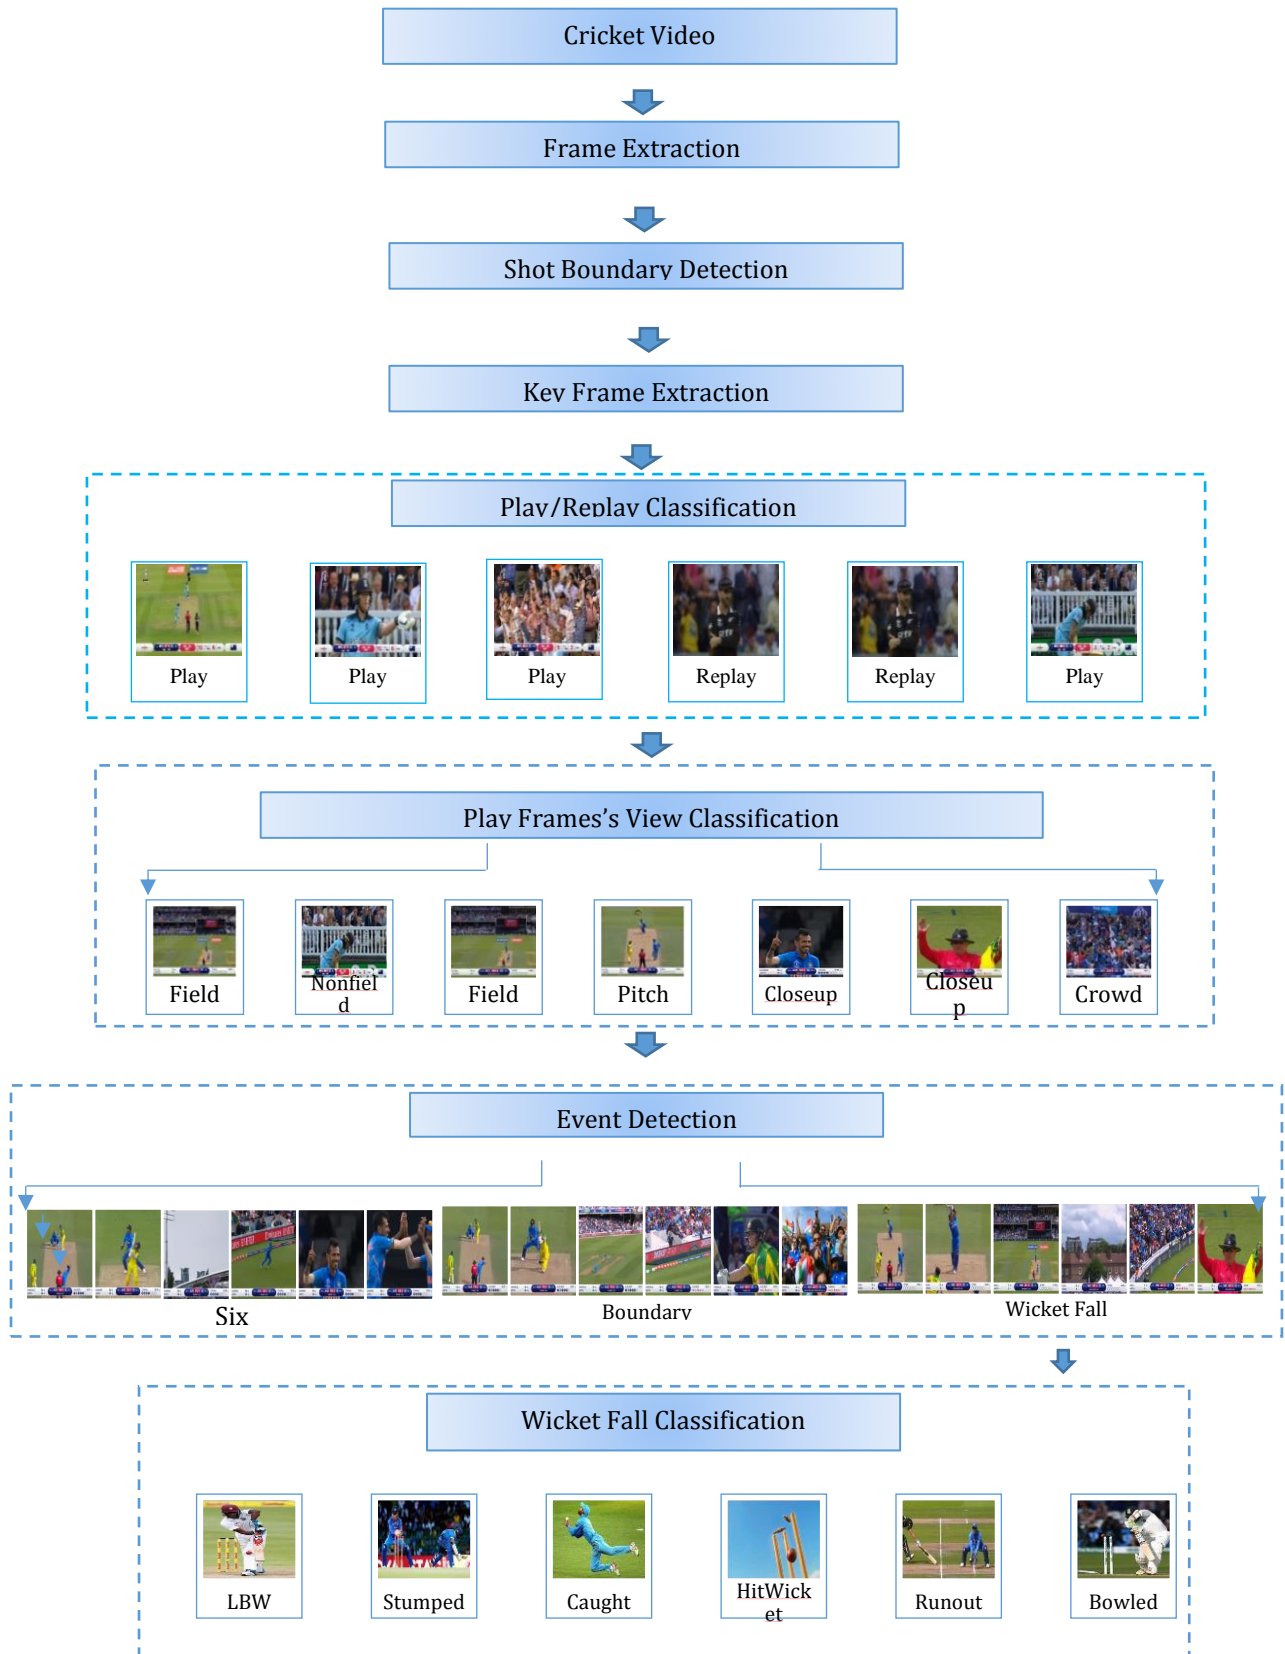 Cricket Video
Frame Extraction
Shot Boundary Detection
Key Frame Extraction
Play/Replay Classification
Play
Play
Play
Replay
Replay
Play
Play Frames's View Classification
Field
Nonfiel
d
Field
Pitch
Closeup
Closeu
p
Crowd
Event Detection
Six
Boundary
Wicket Fall
Wicket Fall Classification
LBW
Stumped
Caught
HitWick
et
Runout
Bowled